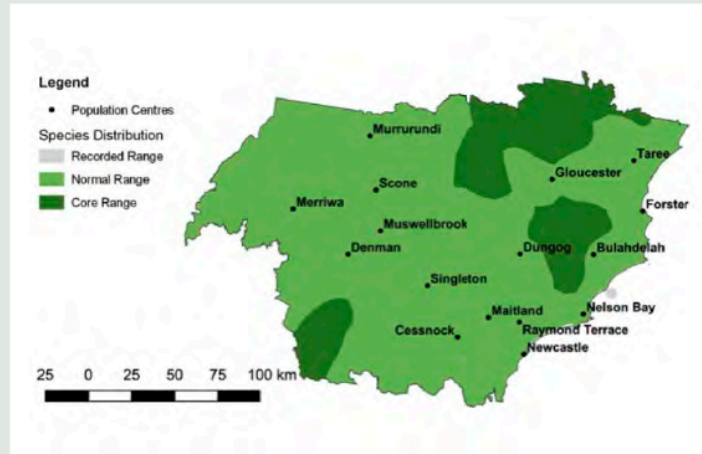 Legend
Population Centres
Species Distribution
Recorded Range
Normal Range
Core Range
Murrurundi
Taree
Gloucester
Scone
Merriwa
Forster
Muswellbrook
Denman
Dungog
Bulahdelah
Singleton
Nelson Bay
Maitland
Raymond Terrace
Cessnock
Newcastle
25 0 25 50 75 100 km